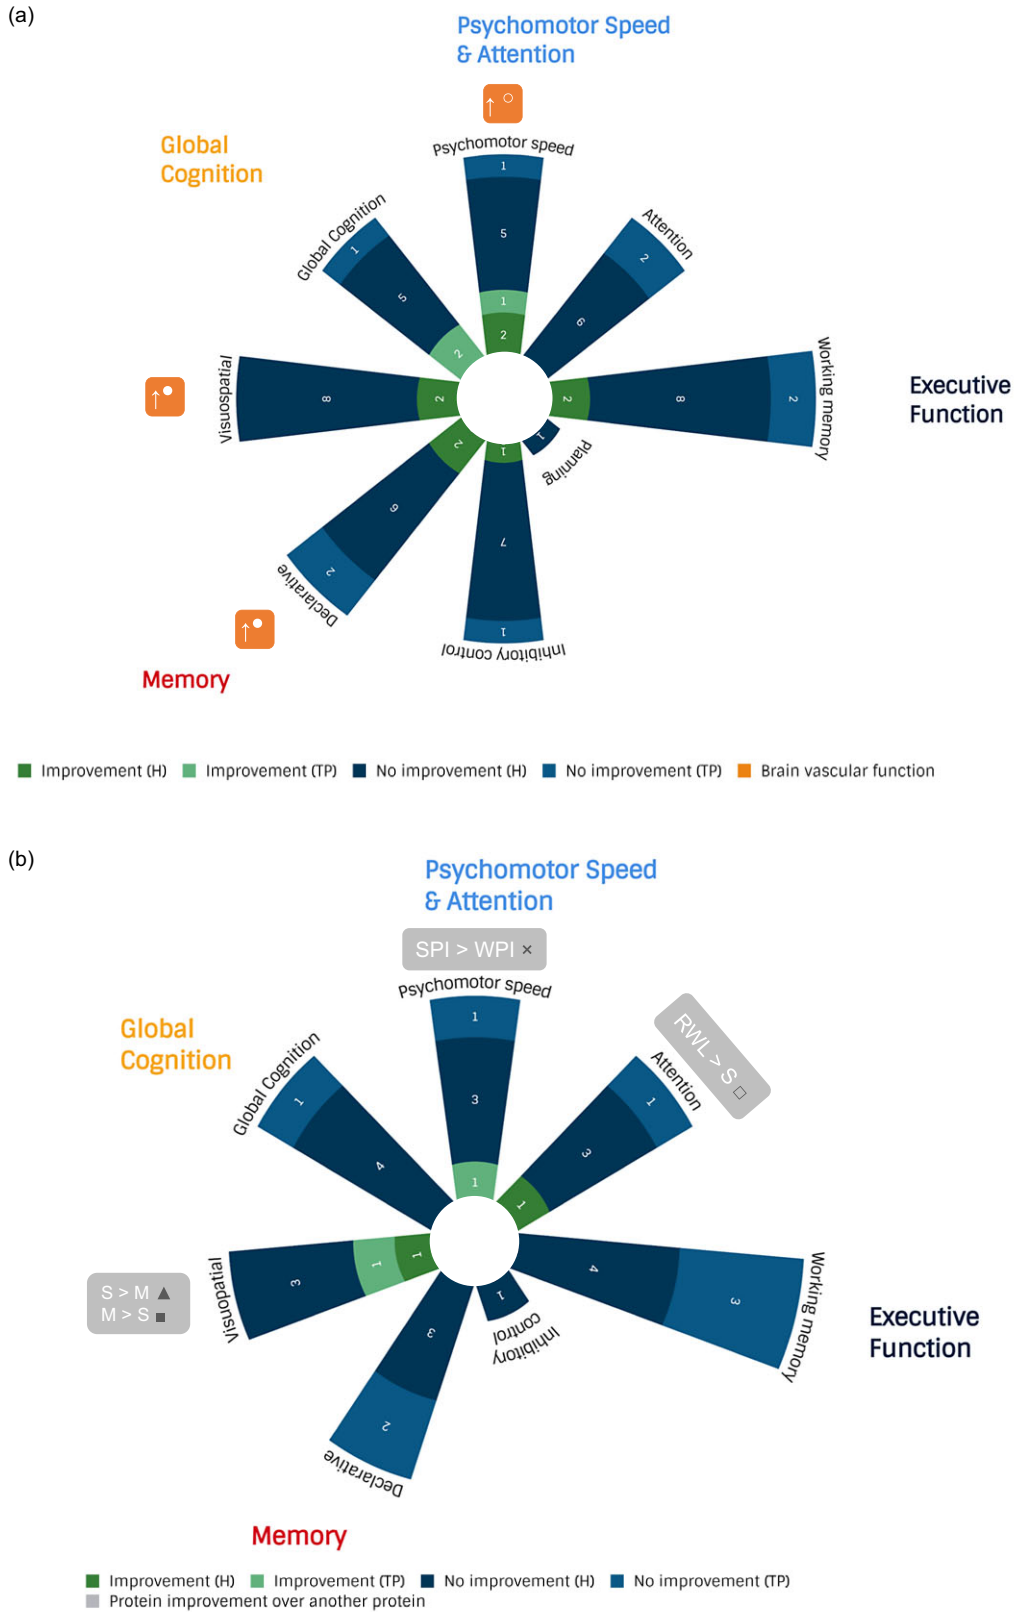 (a)
Psychomotor Speed
& Attention
↑ ○
Global
Cognition
Psychomotor speed
1
5
1
2
Attention
2
6
Global Cognition
1
5
2
Working memory
2
8
2
Executive
Function
Visuospatial
8
2
↑ ●
Planning
1
Declarative
2
6
2
↑ ●
Inhibitory control
1
7
1
Memory
Improvement (H) Improvement (TP) No improvement (H) No improvement (TP) Brain vascular function
(b)
Psychomotor Speed
& Attention
SPI > WPI ×
Psychomotor speed
1
3
1
Global
Cognition
Global Cognition
1
4
RWL > S □
Attention
1
3
1
Visuospatial
3
1
1
S > M ▲
M > S ■
Working memory
4
3
Executive
Function
Inhibitory
control
1
Declarative
3
2
Memory
Improvement (H) Improvement (TP) No improvement (H) No improvement (TP)
Protein improvement over another protein